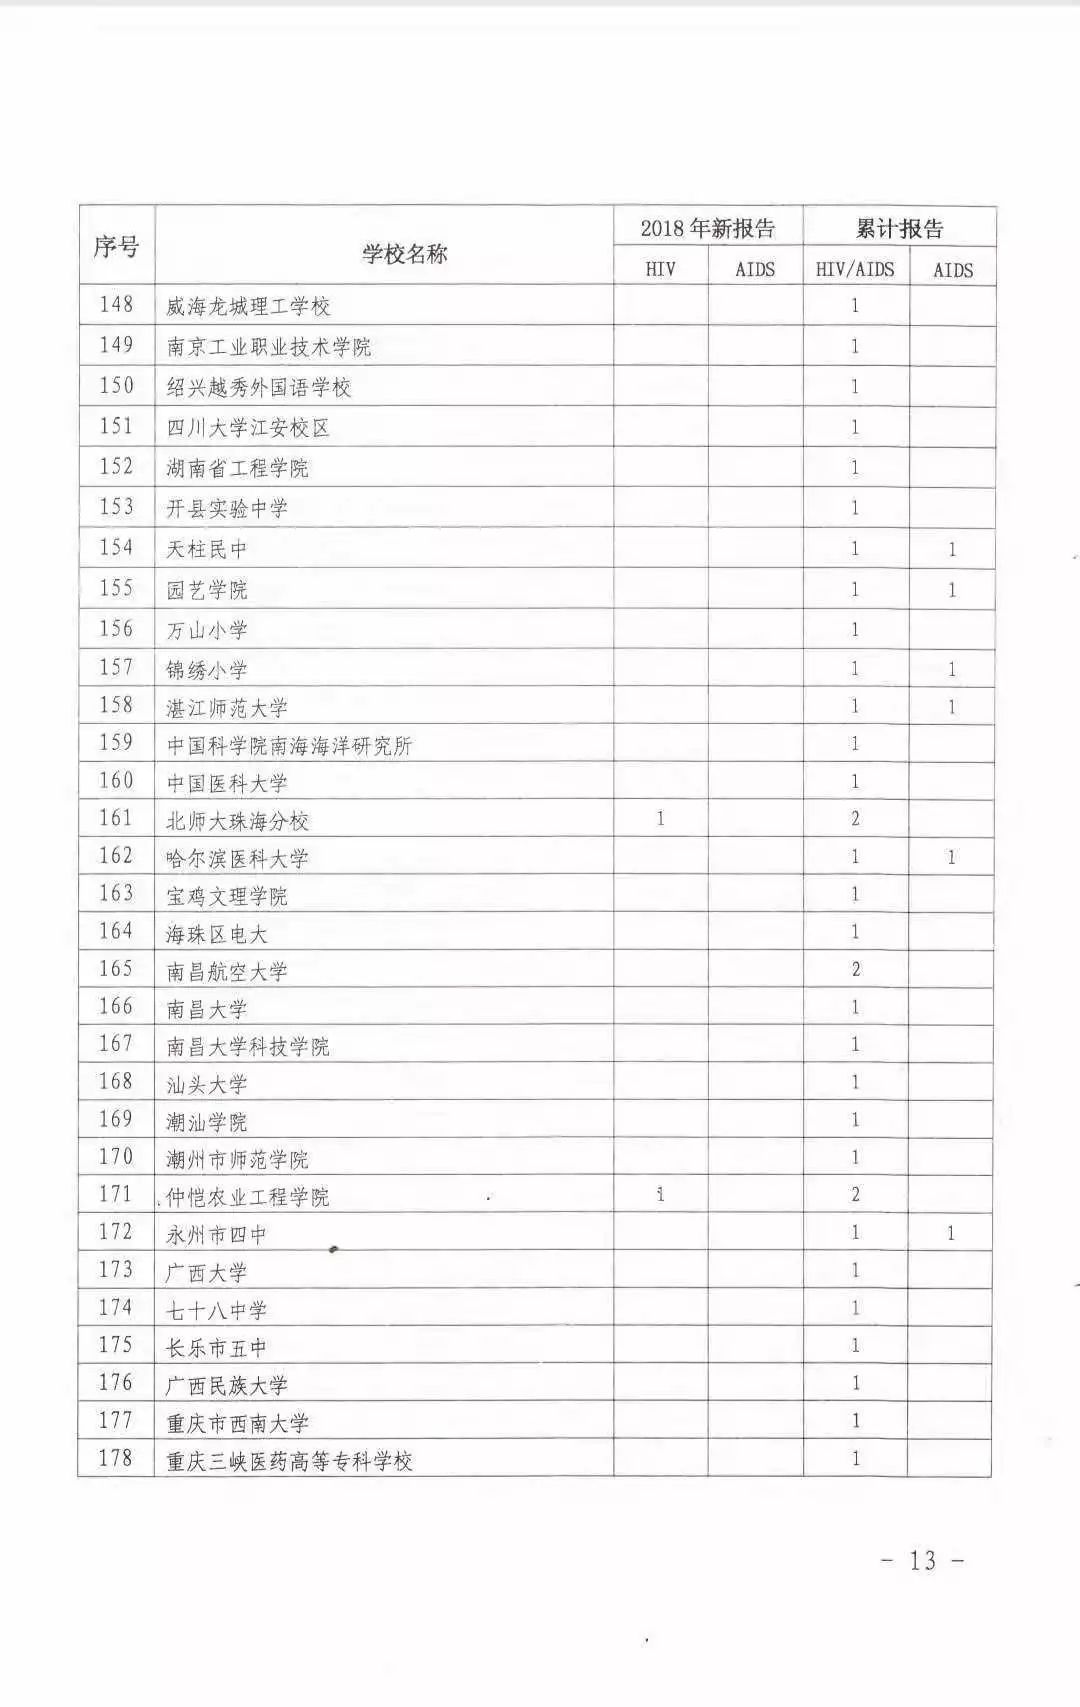 序号 学校名称 2018年新报告 累计报告
HIV AIDS HIV/AIDS AIDS
148 威海龙城理工学校 1
149 南京工业职业技术学院 1
150 绍兴越秀外国语学校 1
151 四川大学江安校区 1
152 湖南省工程学院 1
153 开县实验中学 1
154 天柱民中 1 1
155 园艺学院 1 1
156 万山小学 1
157 锦绣小学 1 1
158 湛江师范大学 1 1
159 中国科学院南海海洋研究所 1
160 中国医科大学 1
161 北师大珠海分校 1 2
162 哈尔滨医科大学 1 1
163 宝鸡文理学院 1
164 海珠区电大 1
165 南昌航空大学 2
166 南昌大学 1
167 南昌大学科技学院 1
168 汕头大学 1
169 潮汕学院 1
170 潮州市师范学院 1
171 仲恺农业工程学院 1 2
172 永州市四中 1 1
173 广西大学 1
174 七十八中学 1
175 长乐市五中 1
176 广西民族大学 1
177 重庆市西南大学 1
178 重庆三峡医药高等专科学校 1
- 13 -